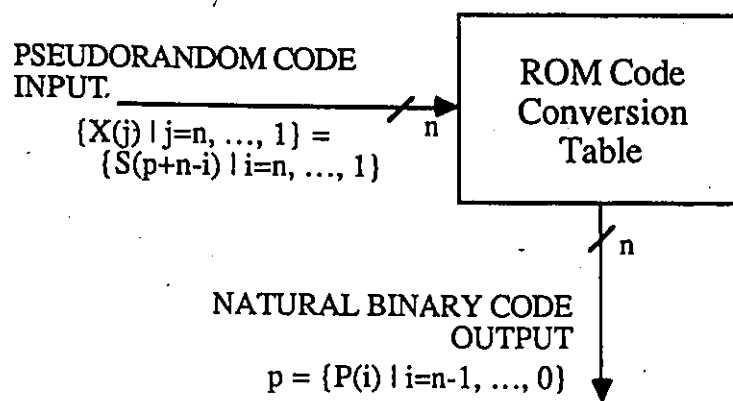 PSEUDORANDOM CODE
INPUT.
n
{X(j) | j=n, ..., 1} =
{S(p+n-i) | i=n, ..., 1}
ROM Code
Conversion
Table
n
NATURAL BINARY CODE
OUTPUT
p = {P(i) | i=n-1, ..., 0}